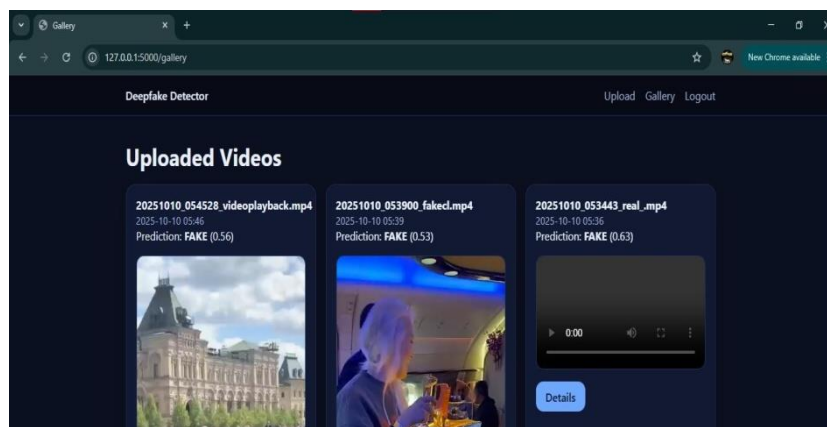 Gallery
127.0.0.1:5000/gallery
New Chrome available
Deepfake Detector
Upload Gallery Logout
Uploaded Videos
20251010_054528_videoplayback.mp4
2025-10-10 05:46
Prediction: FAKE (0.56)
20251010_053900_fakecl.mp4
2025-10-10 05:39
Prediction: FAKE (0.53)
20251010_053443_real_.mp4
2025-10-10 05:36
Prediction: FAKE (0.63)
0:00
Details